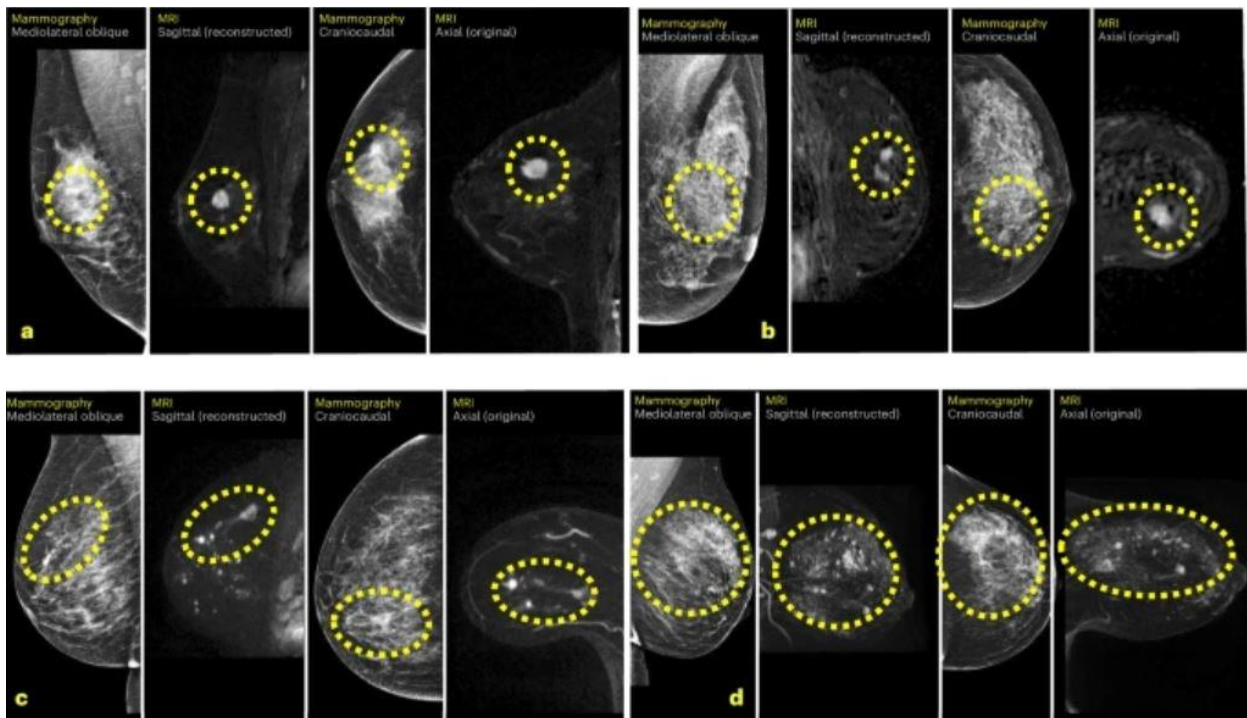 Mammography
Mediolateral oblique
MRI
Sagittal (reconstructed)
Mammography
Craniocaudal
MRI
Axial (original)
a
Mammography
Mediolateral oblique
MRI
Sagittal (reconstructed)
Mammography
Craniocaudal
MRI
Axial (original)
b
Mammography
Mediolateral oblique
MRI
Sagittal (reconstructed)
Mammography
Craniocaudal
MRI
Axial (original)
c
Mammography
Mediolateral oblique
MRI
Sagittal (reconstructed)
Mammography
Craniocaudal
MRI
Axial (original)
d